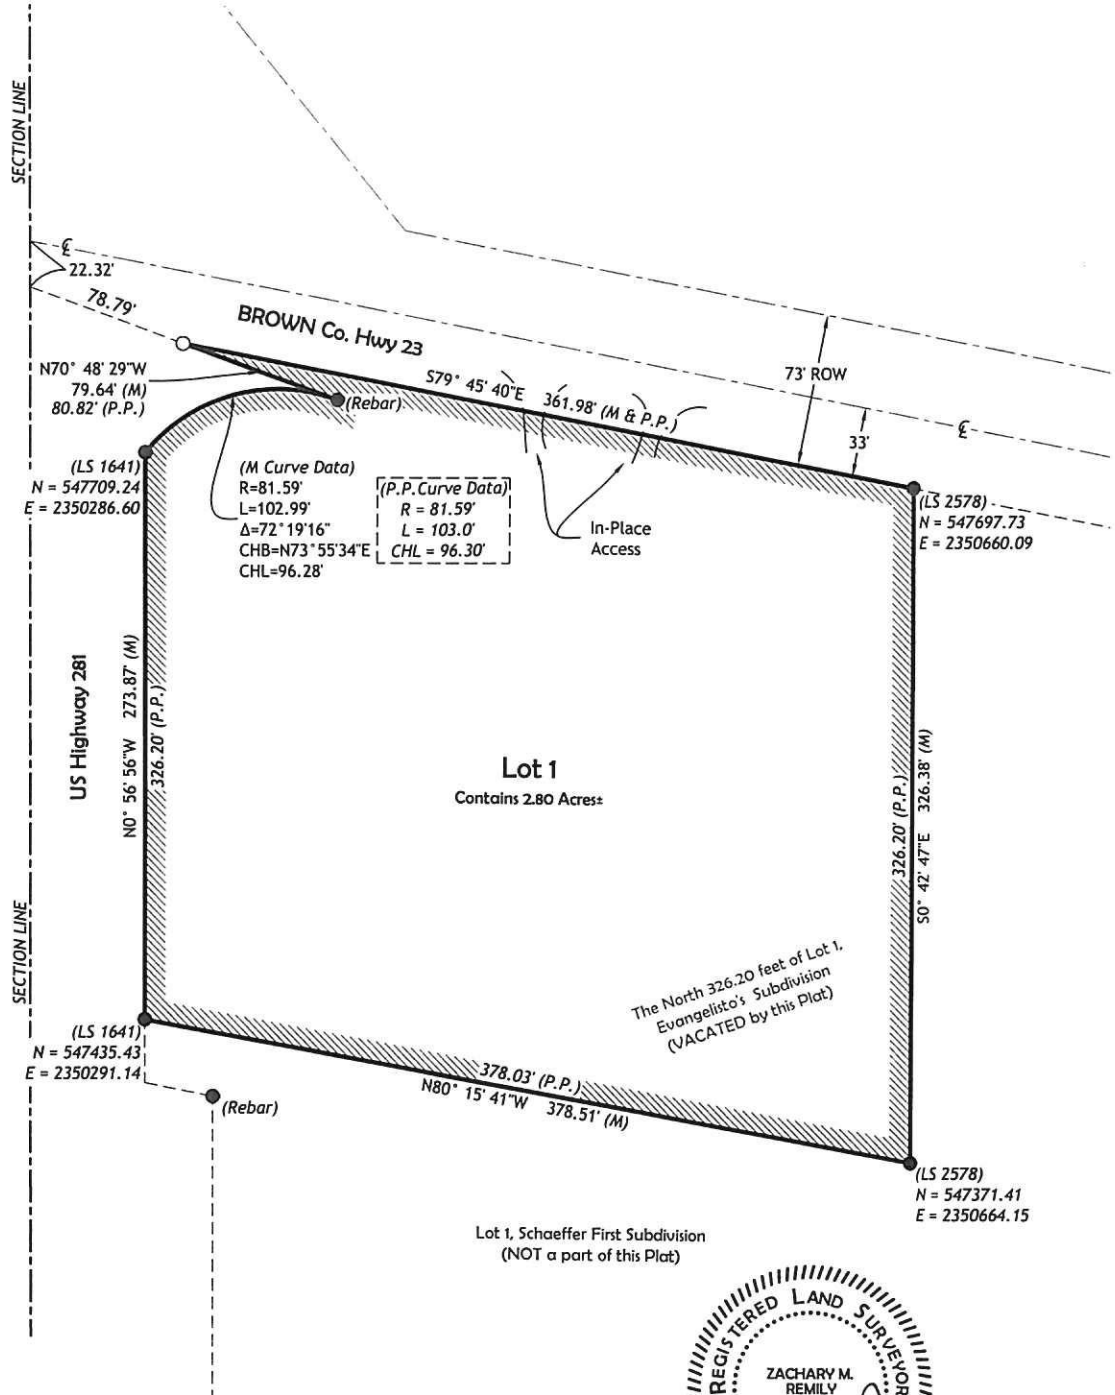 SECTION LINE
℄
22.32'
78.79'
BROWN Co. Hwy 23
N70° 48' 29"W
79.64' (M)
80.82' (P.P.)
S79° 45' 40"E 361.98' (M & P.P.)
73' ROW
33'
℄
(Rebar)
(LS 1641)
N = 547709.24
E = 2350286.60
(M Curve Data)
R=81.59'
L=102.99'
Δ=72°19'16"
CHB=N73°55'34"E
CHL=96.28'
(P.P.Curve Data)
R = 81.59'
L = 103.0'
CHL = 96.30'
In-Place
Access
(LS 2578)
N = 547697.73
E = 2350660.09
US Highway 281
N0° 56' 56"W 273.87' (M)
326.20' (P.P.)
Lot 1
Contains 2.80 Acres±
326.20' (P.P.)
S0° 42' 47"E 326.38' (M)
SECTION LINE
The North 326.20 feet of Lot 1,
Evangelisto's Subdivision
(VACATED by this Plat)
(LS 1641)
N = 547435.43
E = 2350291.14
378.03' (P.P.)
N80° 15' 41"W 378.51' (M)
(Rebar)
(LS 2578)
N = 547371.41
E = 2350664.15
Lot 1, Schaeffer First Subdivision
(NOT a part of this Plat)
REGISTERED LAND SURVEYOR
ZACHARY M.
REMILY